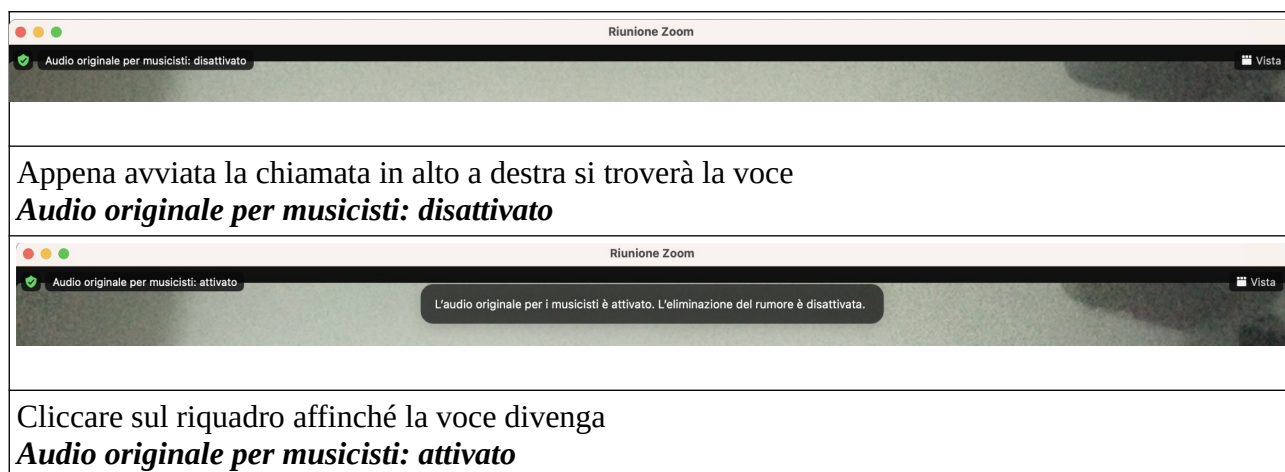 Riunione Zoom
Audio originale per musicisti: disattivato
Vista
Appena avviata la chiamata in alto a destra si troverà la voce
Audio originale per musicisti: disattivato
Riunione Zoom
Audio originale per musicisti: attivato
Vista
L'audio originale per i musicisti è attivato. L'eliminazione del rumore è disattivata.
Cliccare sul riquadro affinché la voce divenga
Audio originale per musicisti: attivato